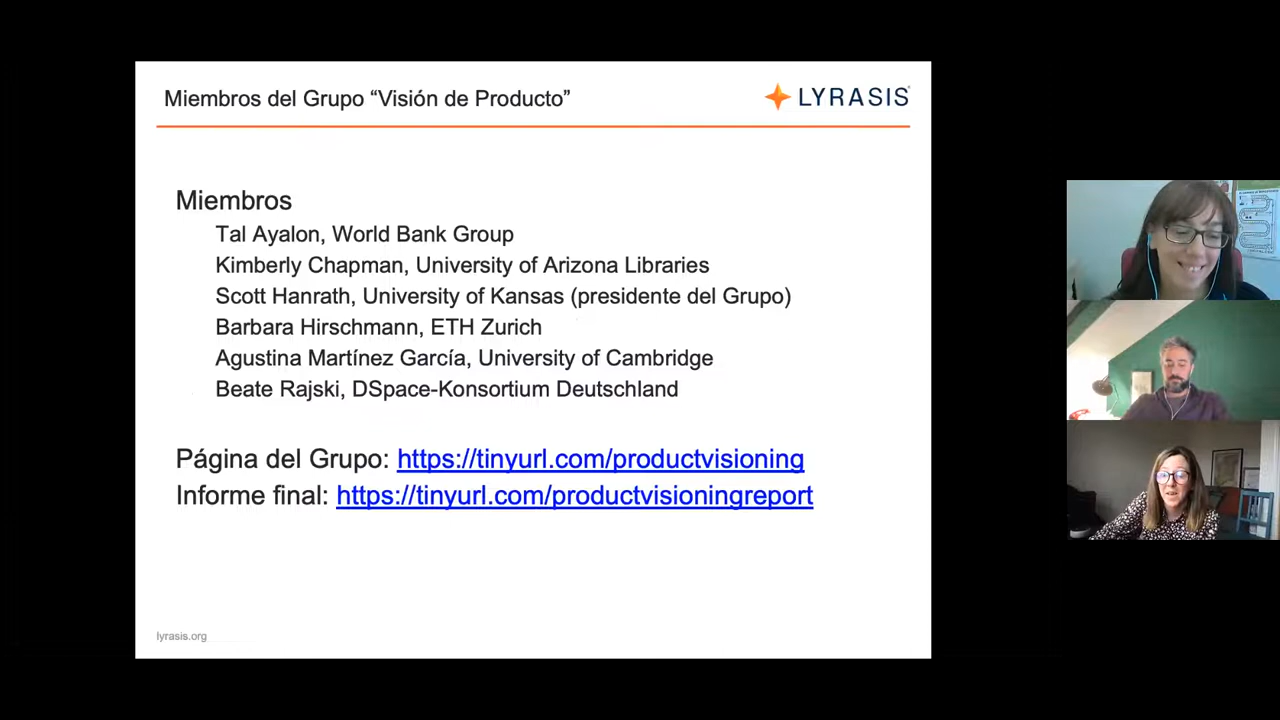 Miembros del Grupo “Visión de Producto”
LYRASIS
Miembros
Tal Ayalon, World Bank Group
Kimberly Chapman, University of Arizona Libraries
Scott Hanrath, University of Kansas (presidente del Grupo)
Barbara Hirschmann, ETH Zurich
Agustina Martínez García, University of Cambridge
Beate Rajski, DSpace-Konsortium Deutschland
Página del Grupo: https://tinyurl.com/productvisioning
Informe final: https://tinyurl.com/productvisioningreport
lyrasis.org